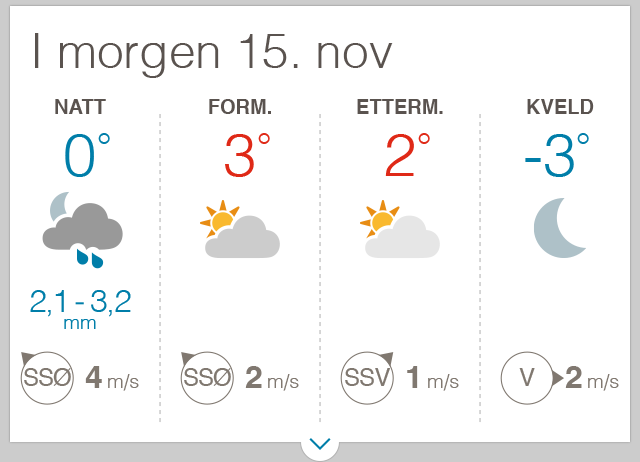 I morgen 15. nov
NATT FORM. ETTERM. KVELD
0° 3° 2° -3°
2,1 - 3,2
mm
SSØ 4 m/s SSØ 2 m/s SSV 1 m/s V 2 m/s